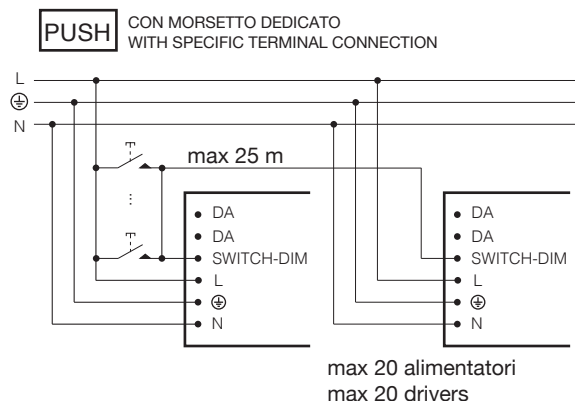 PUSH
CON MORSETTO DEDICATO
WITH SPECIFIC TERMINAL CONNECTION
L
N
max 25 m
...
DA
DA
SWITCH-DIM
L
N
DA
DA
SWITCH-DIM
L
N
max 20 alimentatori
max 20 drivers